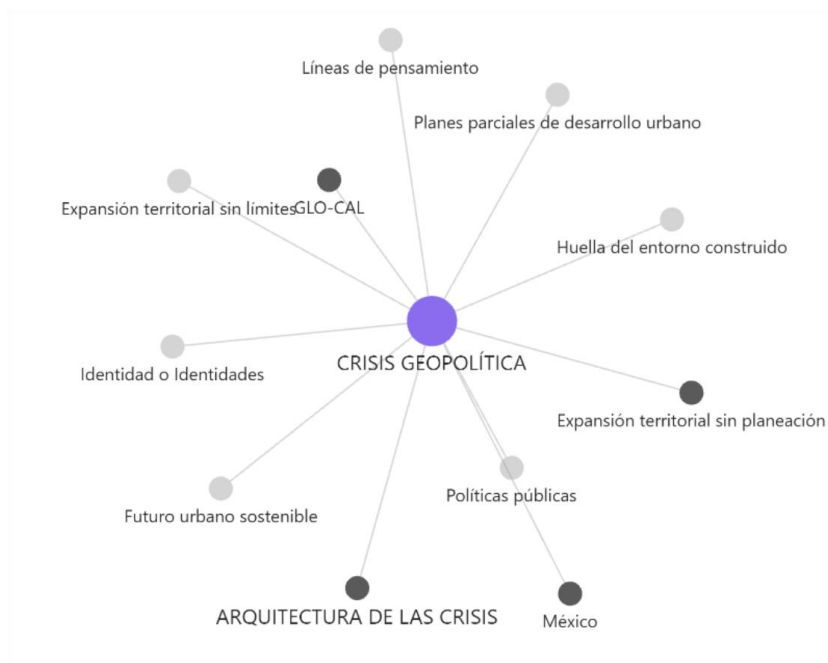 Líneas de pensamiento
Planes parciales de desarrollo urbano
Expansión territorial sin límites
GLO-CAL
Huella del entorno construido
CRISIS GEOPOLÍTICA
Identidad o Identidades
Expansión territorial sin planeación
Políticas públicas
Futuro urbano sostenible
ARQUITECTURA DE LAS CRISIS
México